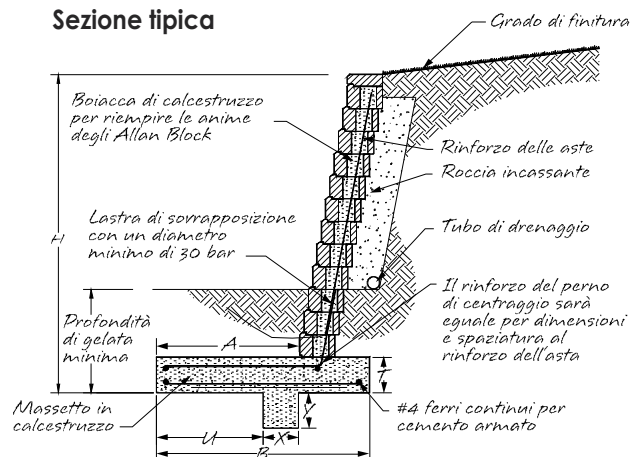 Sezione tipica
Grado di finitura
Boiacca di calcestruzzo
per riempire le anime
degli Allan Block
Rinforzo delle aste
Roccia incassante
H
Lastra di sovrapposizione
con un diametro
minimo di 30 bar
Tubo di drenaggio
Il rinforzo del perno
di centraggio sarà
eguale per dimensioni
e spaziatura al
rinforzo dell'asta
Profondità
di gelata
minima
A
T
Massetto in
calcestruzzo
#4 ferri continui per
cemento armato
Y
U
X
B